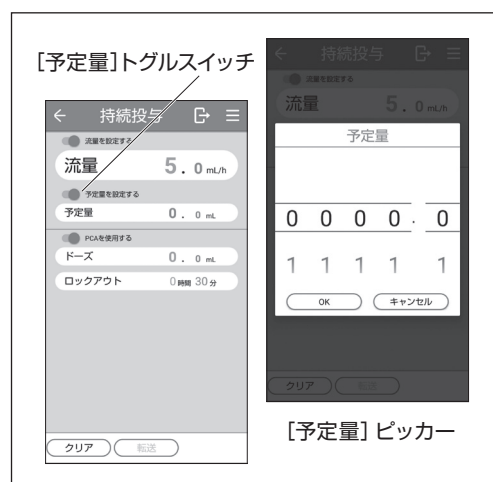 [予定量]トグルスイッチ
持続投与
流量を設定する
流量 5.0 mL/h
予定量を設定する
予定量 0.0 mL
PCAを使用する
ドーズ 0.0 mL
ロックアウト 0時間30分
クリア 転送
持続投与
流量を設定する
流量 5.0 mL/h
予定量
0 0 0 0 . 0
1 1 1 1 1
OK キャンセル
クリア 転送
[予定量] ピッカー